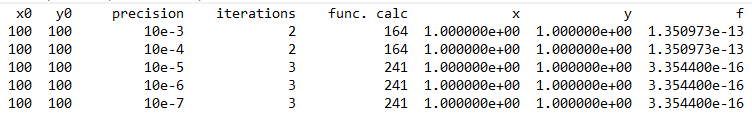 x0 y0 precision iterations func. calc x y f
100 100 10e-3 2 164 1.000000e+00 1.000000e+00 1.350973e-13
100 100 10e-4 2 164 1.000000e+00 1.000000e+00 1.350973e-13
100 100 10e-5 3 241 1.000000e+00 1.000000e+00 3.354400e-16
100 100 10e-6 3 241 1.000000e+00 1.000000e+00 3.354400e-16
100 100 10e-7 3 241 1.000000e+00 1.000000e+00 3.354400e-16